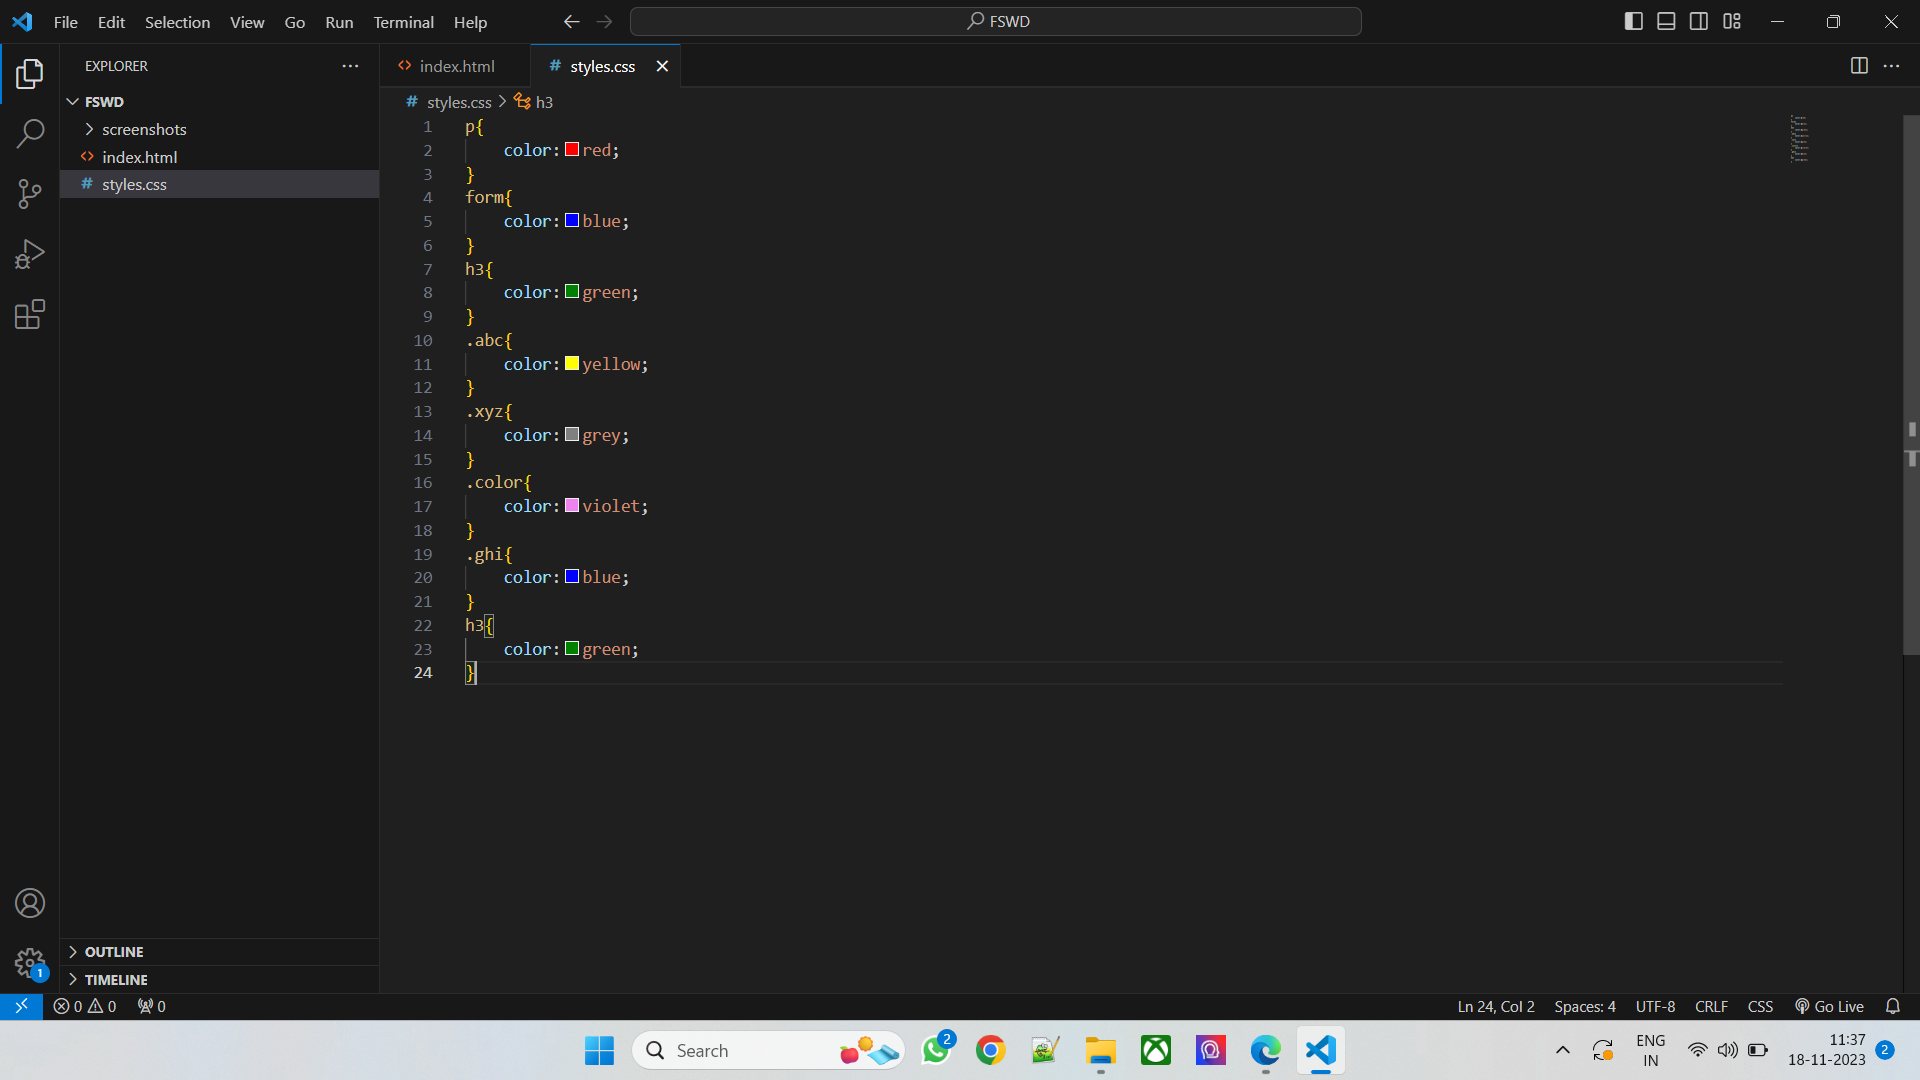 File Edit Selection View Go Run Terminal Help
FSWD
EXPLORER
index.html
styles.css
FSWD
screenshots
index.html
styles.css
styles.css > h3
1 p{
2 color: red;
3 }
4 form{
5 color: blue;
6 }
7 h3{
8 color: green;
9 }
10 .abc{
11 color: yellow;
12 }
13 .xyz{
14 color: grey;
15 }
16 .color{
17 color: violet;
18 }
19 .ghi{
20 color: blue;
21 }
22 h3{
23 color: green;
24 }
OUTLINE
1
TIMELINE
0 0 0
Ln 24, Col 2 Spaces: 4 UTF-8 CRLF CSS Go Live
Search
2
ENG
IN
11:37
18-11-2023
2